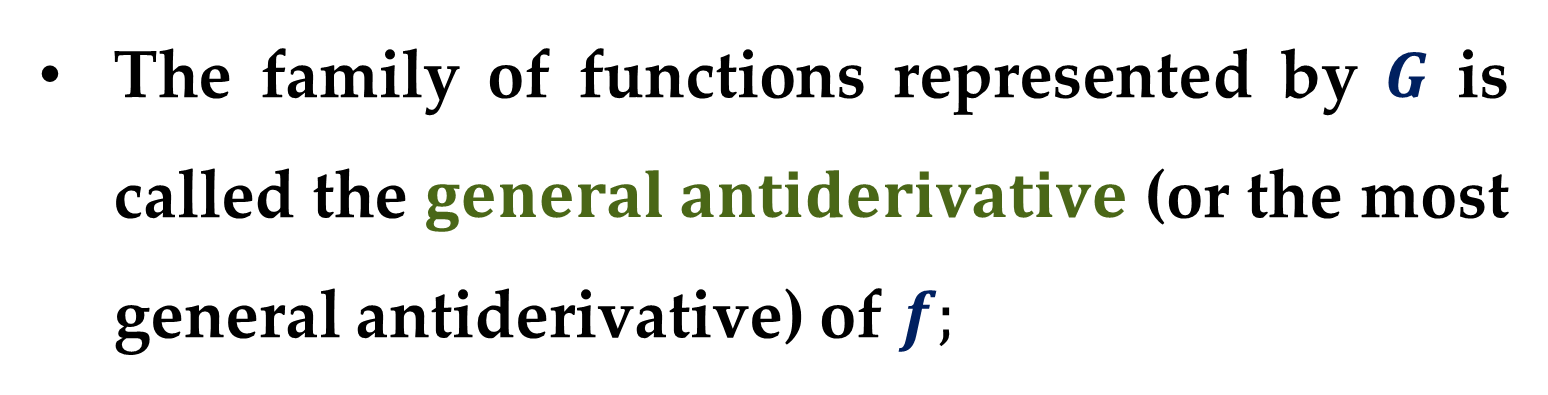 • The family of functions represented by G is
called the general antiderivative (or the most
general antiderivative) of f;